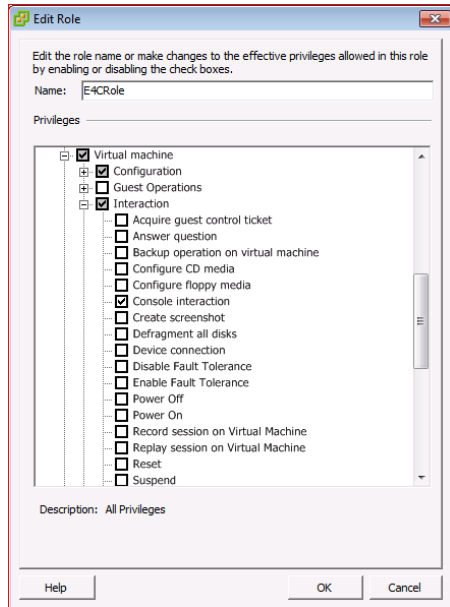 Edit Role
Edit the role name or make changes to the effective privileges allowed in this role
by enabling or disabling the check boxes.
Name: E4CRole
Privileges
Virtual machine
Configuration
Guest Operations
Interaction
Acquire guest control ticket
Answer question
Backup operation on virtual machine
Configure CD media
Configure floppy media
Console interaction
Create screenshot
Defragment all disks
Device connection
Disable Fault Tolerance
Enable Fault Tolerance
Power Off
Power On
Record session on Virtual Machine
Replay session on Virtual Machine
Reset
Suspend
Description: All Privileges
Help OK Cancel